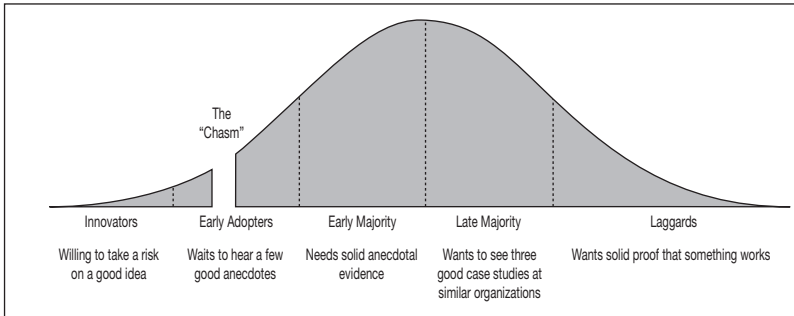 The
“Chasm”
Innovators
Early Adopters
Early Majority
Late Majority
Laggards
Willing to take a risk
on a good idea
Waits to hear a few
good anecdotes
Needs solid anecdotal
evidence
Wants to see three
good case studies at
similar organizations
Wants solid proof that something works